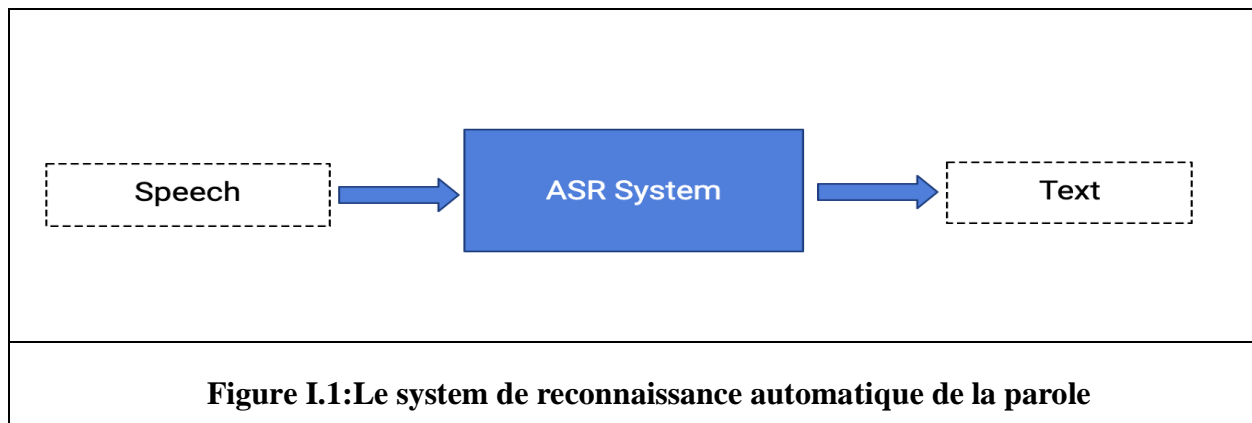 Speech
ASR System
Text
Figure I.1:Le system de reconnaissance automatique de la parole